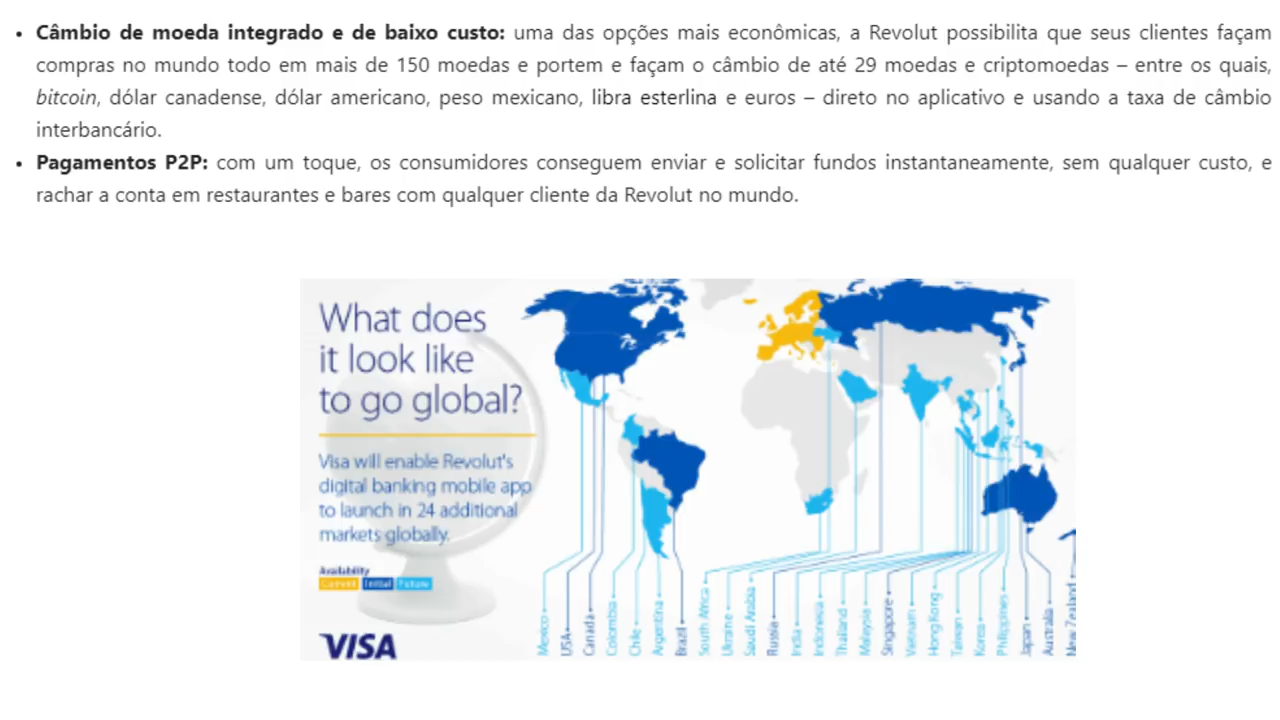 • Câmbio de moeda integrado e de baixo custo: uma das opções mais econômicas, a Revolut possibilita que seus clientes façam
compras no mundo todo em mais de 150 moedas e portem e façam o câmbio de até 29 moedas e criptomoedas – entre os quais,
bitcoin, dólar canadense, dólar americano, peso mexicano, libra esterlina e euros – direto no aplicativo e usando a taxa de câmbio
interbancário.
• Pagamentos P2P: com um toque, os consumidores conseguem enviar e solicitar fundos instantaneamente, sem qualquer custo, e
rachar a conta em restaurantes e bares com qualquer cliente da Revolut no mundo.
What does
it look like
to go global?
Visa will enable Revolut's
digital banking mobile app
to launch in 24 additional
markets globally.
Availability
Current Initial Future
VISA
Mexico
USA
Canada
Colombia
Chile
Argentina
Brazil
South Africa
Ukraine
Saudi Arabia
Russia
India
Indonesia
Thailand
Malaysia
Singapore
Vietnam
Hong Kong
Taiwan
Korea
Philippines
Japan
Australia
New Zealand